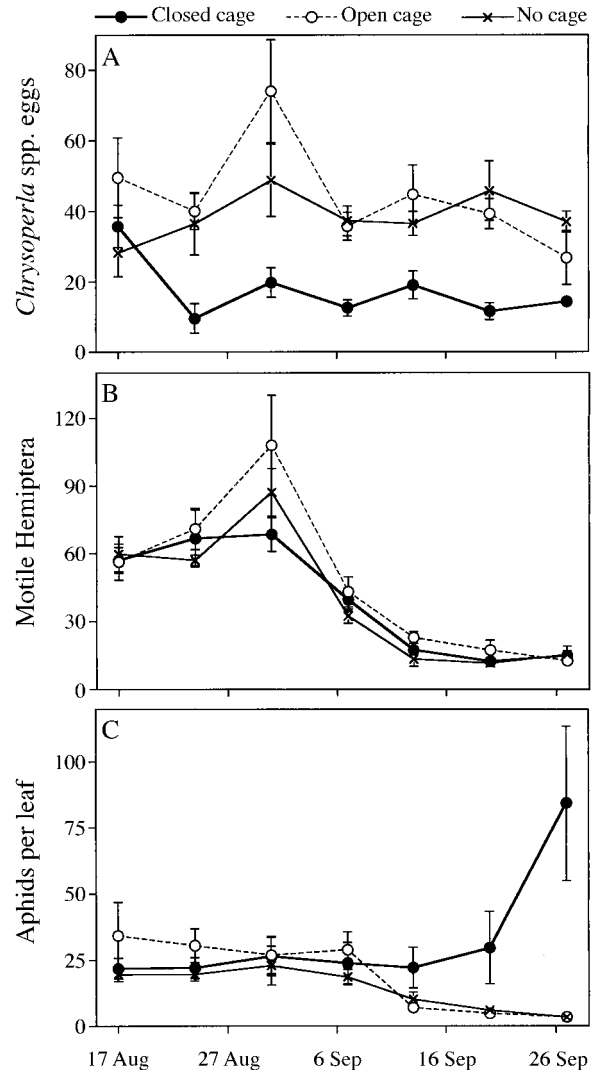 Closed cage Open cage No cage
A
Chrysoperla spp. eggs
80
60
40
20
0
B
Motile Hemiptera
120
90
60
30
0
C
Aphids per leaf
100
75
50
25
0
17 Aug 27 Aug 6 Sep 16 Sep 26 Sep